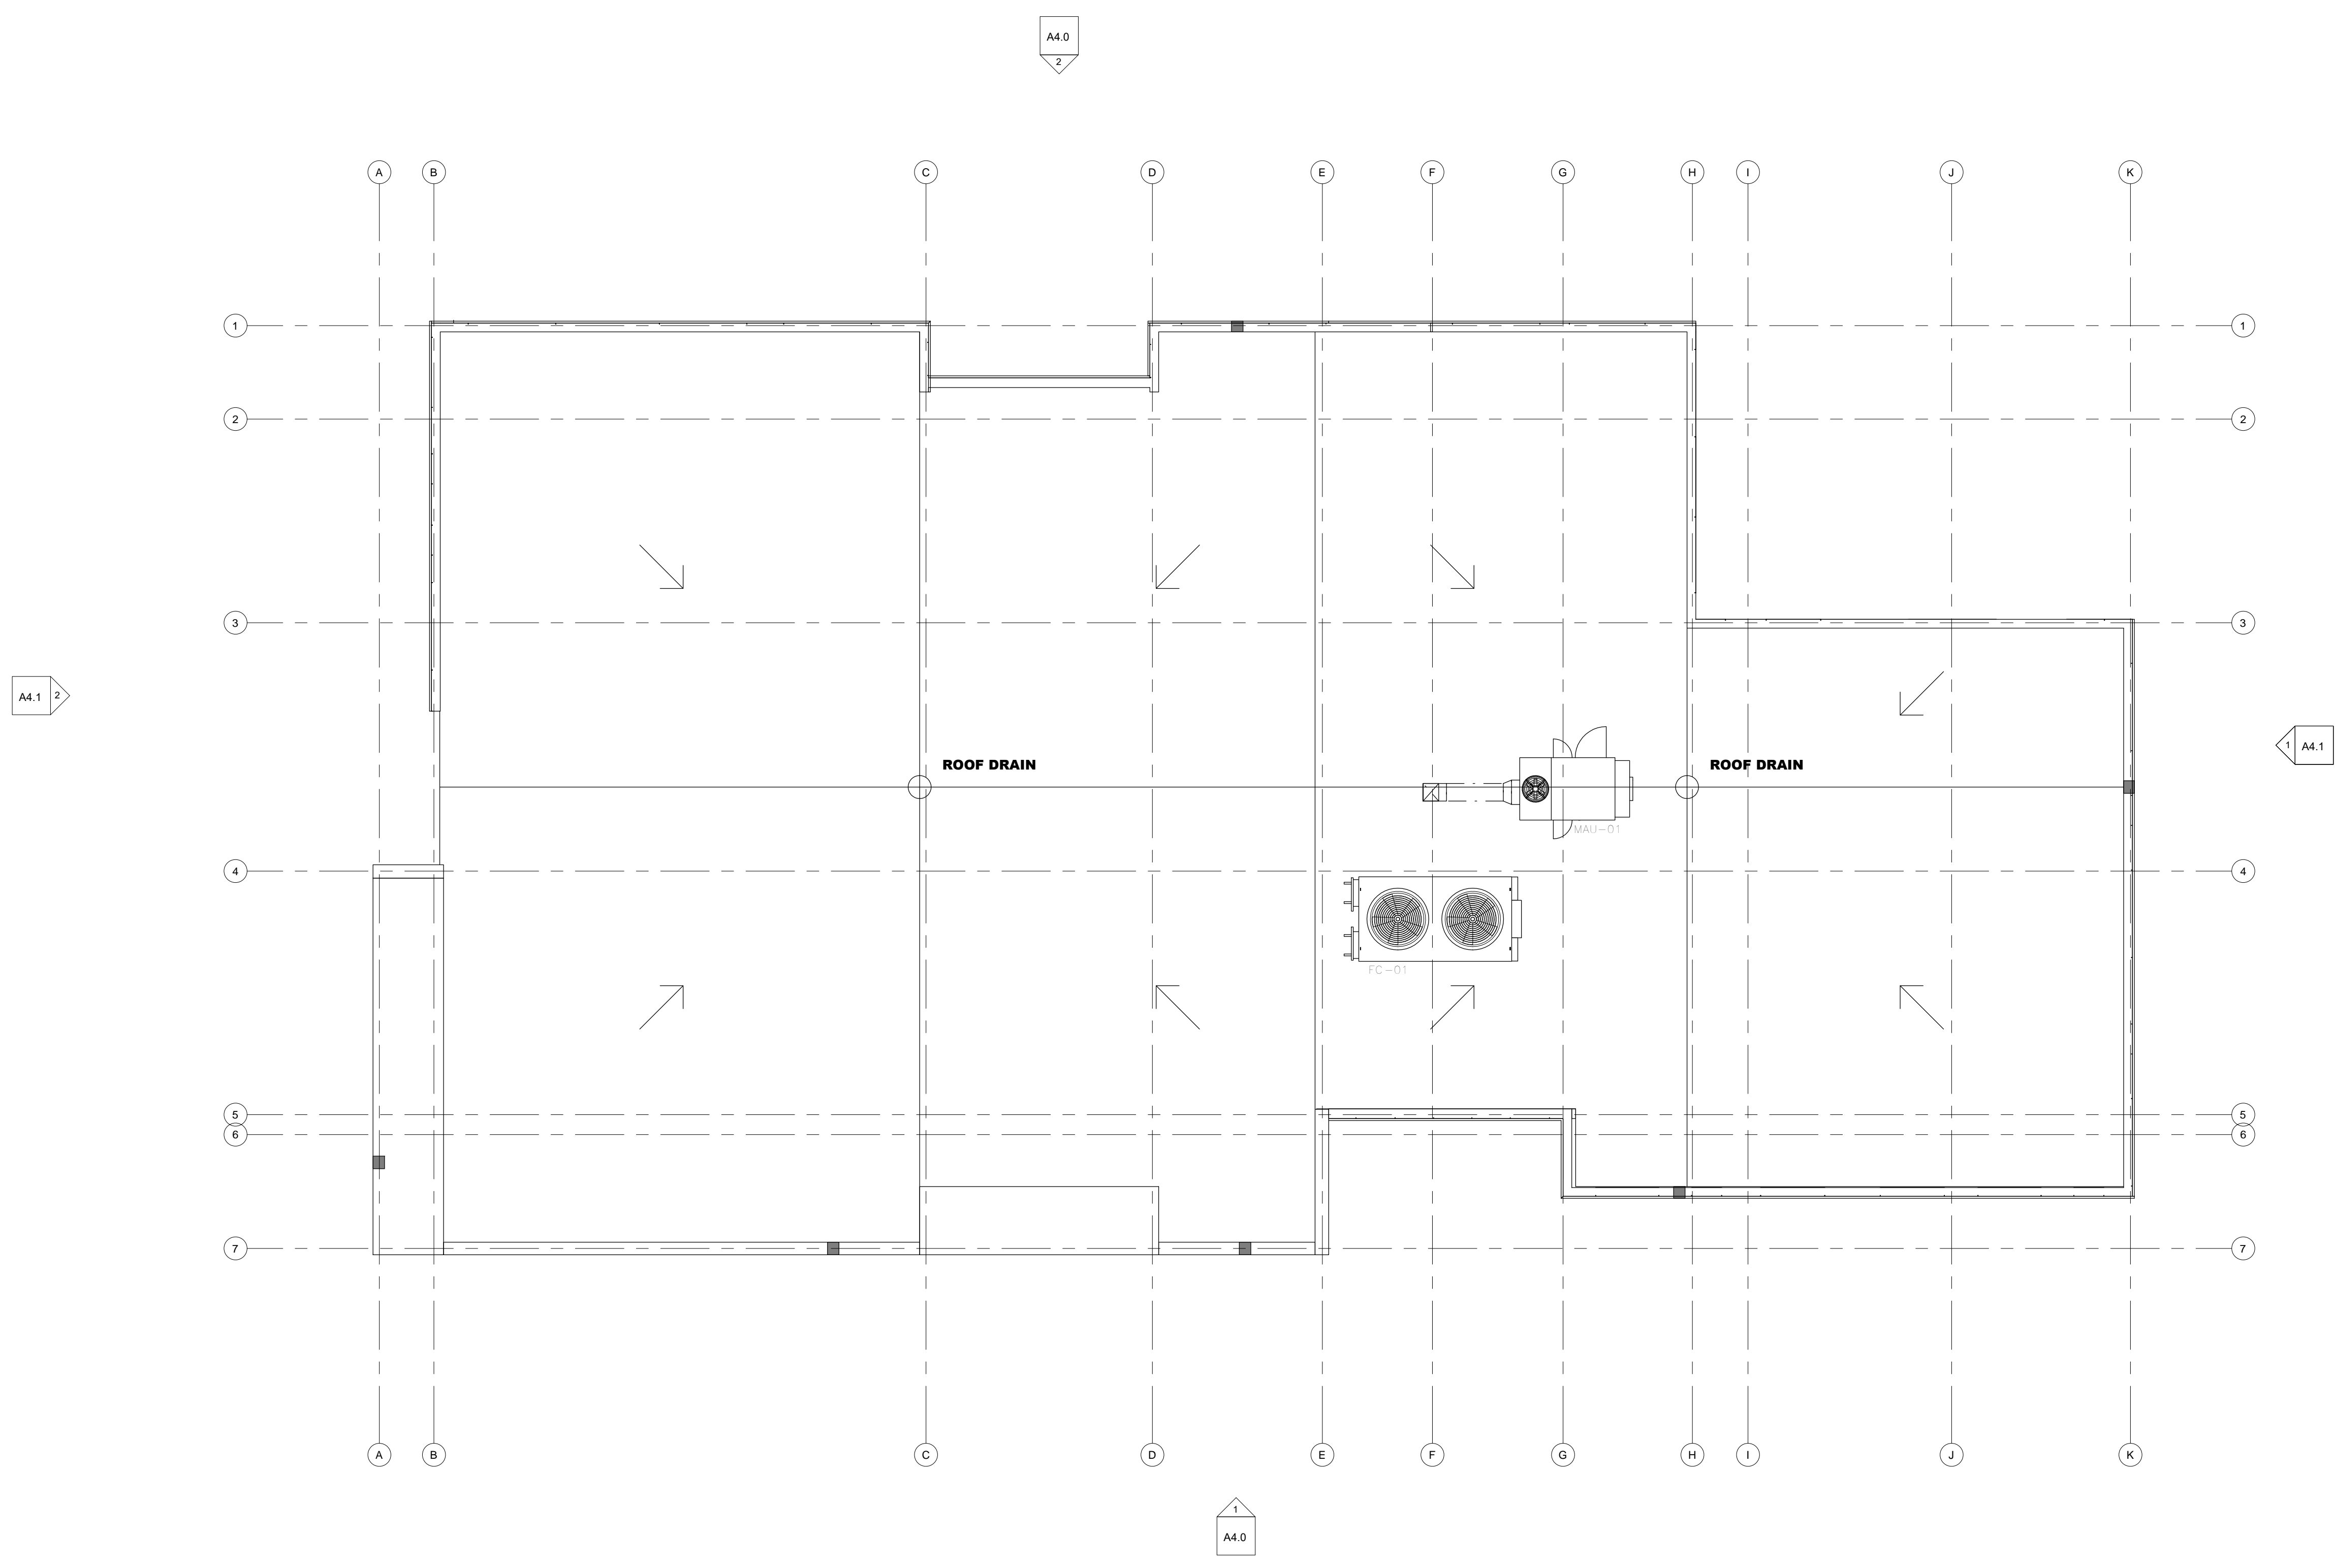 A4.0
2
A B C D E F G H I J K
1 1
2 2
3 3
A4.1 2
1 A4.1
ROOF DRAIN ROOF DRAIN
MAU-01
4 4
FC-01
5 5
6 6
7 7
A B C D E F G H I J K
1
A4.0